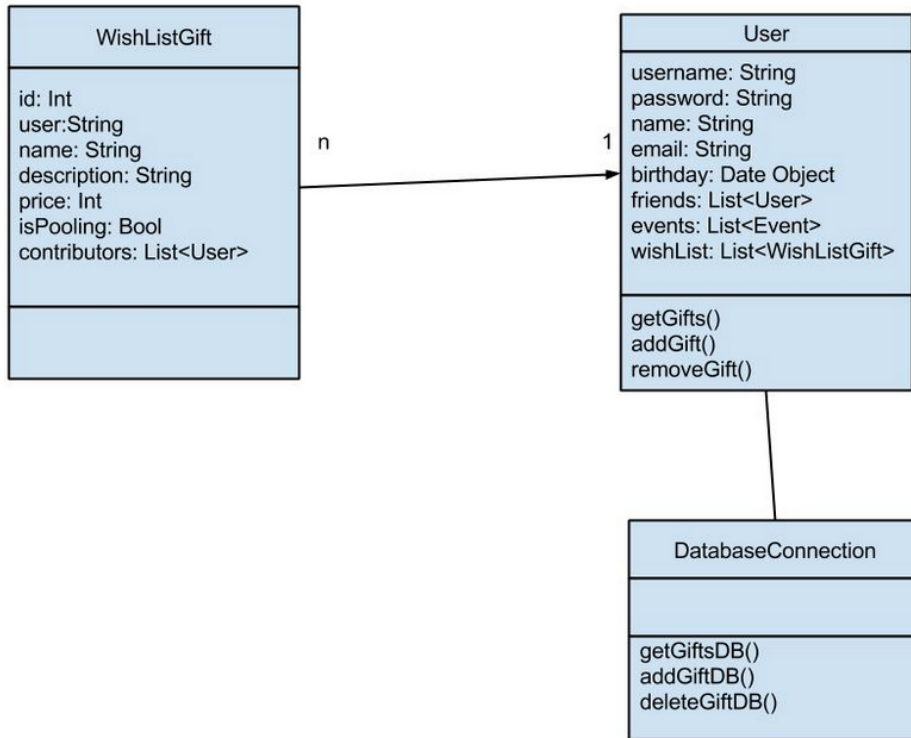 WishListGift
id: Int
user:String
name: String
description: String
price: Int
isPooling: Bool
contributors: List<User>
n
1
User
username: String
password: String
name: String
email: String
birthday: Date Object
friends: List<User>
events: List<Event>
wishList: List<WishListGift>
getGifts()
addGift()
removeGift()
DatabaseConnection
getGiftsDB()
addGiftDB()
deleteGiftDB()